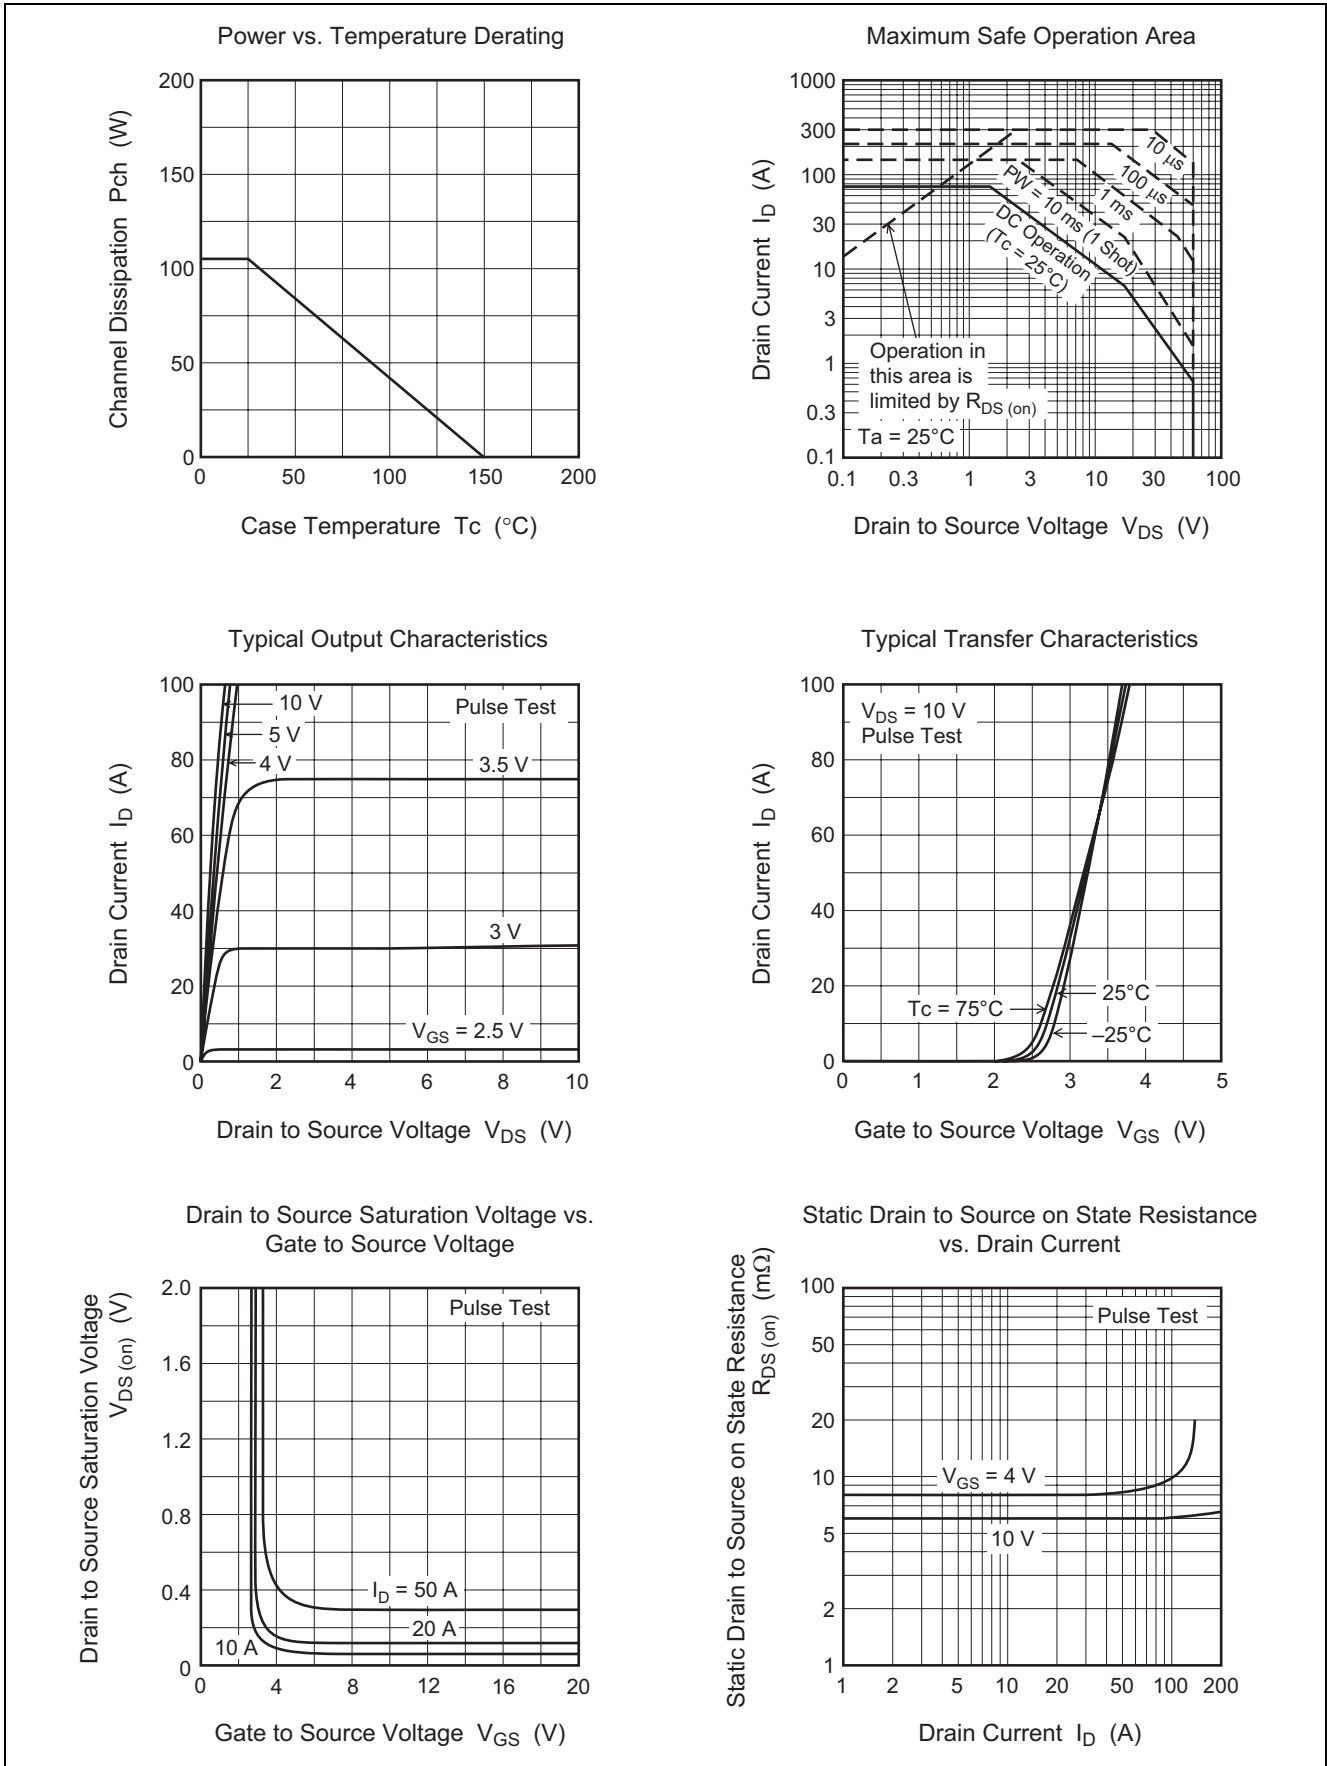 Power vs. Temperature Derating
Channel Dissipation Pch (W)
200
150
100
50
0
0 50 100 150 200
Case Temperature Tc (°C)
Maximum Safe Operation Area
Drain Current ID (A)
1000
300
100
30
10
3
1
0.3
0.1
10 µs
100 µs
1 ms
PW = 10 ms (1 Shot)
DC Operation
(Tc = 25°C)
Operation in
this area is
limited by RDS (on)
Ta = 25°C
0.1 0.3 1 3 10 30 100
Drain to Source Voltage VDS (V)
Typical Output Characteristics
Drain Current ID (A)
100
80
60
40
20
0
10 V
5 V
4 V
Pulse Test
3.5 V
3 V
VGS = 2.5 V
0 2 4 6 8 10
Drain to Source Voltage VDS (V)
Typical Transfer Characteristics
Drain Current ID (A)
100
80
60
40
20
0
VDS = 10 V
Pulse Test
Tc = 75°C
25°C
–25°C
0 1 2 3 4 5
Gate to Source Voltage VGS (V)
Drain to Source Saturation Voltage vs.
Gate to Source Voltage
Drain to Source Saturation Voltage
VDS (on) (V)
2.0
1.6
1.2
0.8
0.4
0
Pulse Test
ID = 50 A
20 A
10 A
0 4 8 12 16 20
Gate to Source Voltage VGS (V)
Static Drain to Source on State Resistance
vs. Drain Current
Static Drain to Source on State Resistance
RDS (on) (mΩ)
100
50
20
10
5
2
1
Pulse Test
VGS = 4 V
10 V
1 2 5 10 20 50 100 200
Drain Current ID (A)